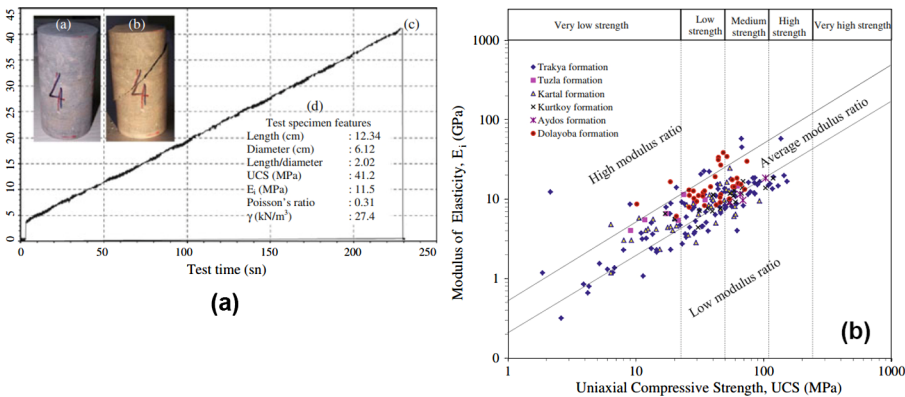 (a)
(b)
(c)
4
4
45
40
35
30
25
20
15
10
5
0
(d)
Test specimen features
Length (cm) : 12.34
Diameter (cm) : 6.12
Length/diameter : 2.02
UCS (MPa) : 41.2
Ei (MPa) : 11.5
Poisson's ratio : 0.31
γ (kN/m³) : 27.4
0 50 100 150 200 250
Test time (sn)
(a)
Very low strength
Low strength
Medium strength
High strength
Very high strength
1000
100
10
1
0
Modulus of Elasticity, Ei (GPa)
Trakya formation
Tuzla formation
Kartal formation
Kurtkoy formation
Aydos formation
Dolayoba formation
High modulus ratio
Average modulus ratio
Low modulus ratio
(b)
1 10 100 1000
Uniaxial Compressive Strength, UCS (MPa)